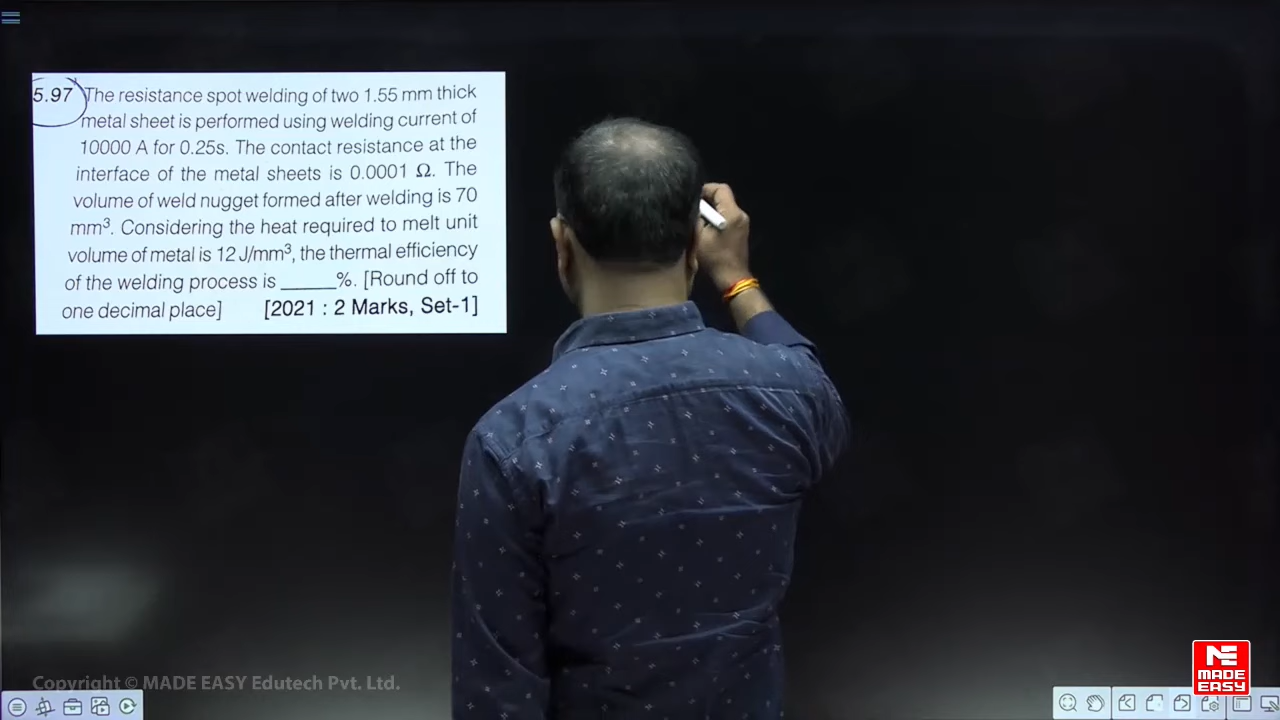 5.97 The resistance spot welding of two 1.55 mm thick
metal sheet is performed using welding current of
10000 A for 0.25s. The contact resistance at the
interface of the metal sheets is 0.0001 Ω. The
volume of weld nugget formed after welding is 70
mm³. Considering the heat required to melt unit
volume of metal is 12 J/mm³, the thermal efficiency
of the welding process is ______%. [Round off to
one decimal place] [2021 : 2 Marks, Set-1]
Copyright © MADE EASY Edutech Pvt. Ltd.
ME
MADE
EASY